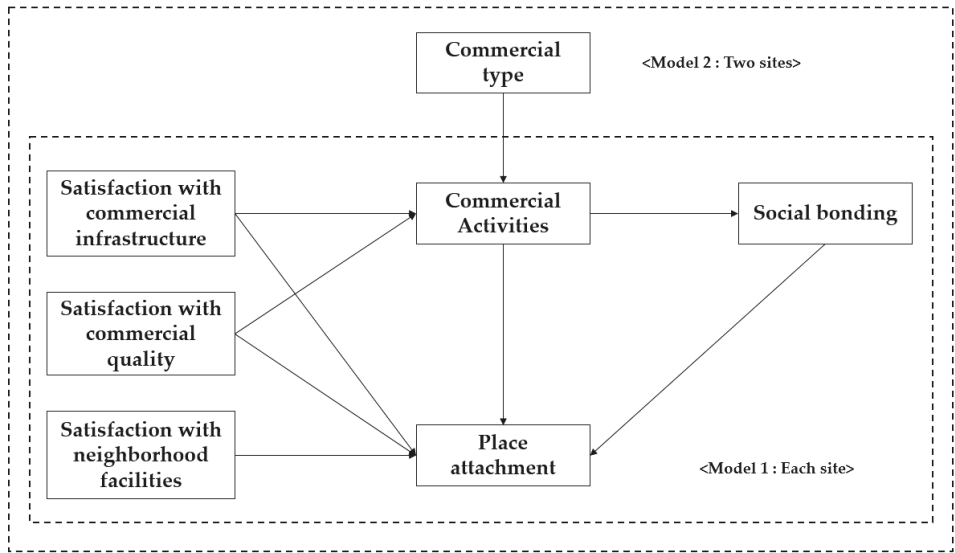 Commercial
type
<Model 2 : Two sites>
Satisfaction with
commercial
infrastructure
Commercial
Activities
Social bonding
Satisfaction with
commercial
quality
Satisfaction with
neighborhood
facilities
Place
attachment
<Model 1 : Each site>